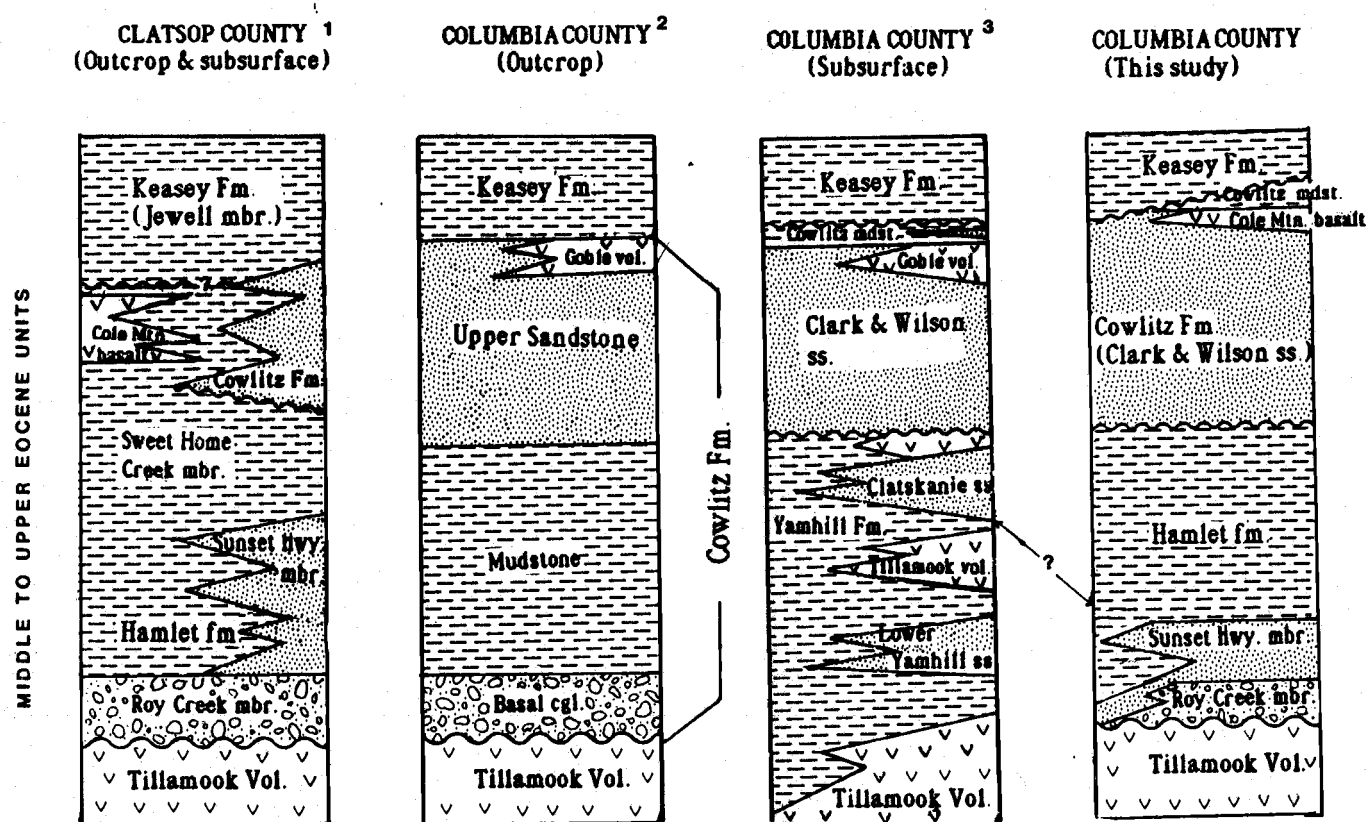 CLATSOP COUNTY 1
(Outcrop & subsurface)
COLUMBIA COUNTY 2
(Outcrop)
COLUMBIA COUNTY 3
(Subsurface)
COLUMBIA COUNTY
(This study)
MIDDLE TO UPPER EOCENE UNITS
Keasey Fm.
(Jewell mbr.)
Cole Mtn.
basalt
Cowlitz Fm.
Sweet Home
Creek mbr.
Sunset Hwy.
mbr.
Hamlet fm.
Roy Creek mbr.
Tillamook Vol.
Keasey Fm.
Goble vol.
Upper Sandstone
Mudstone
Basal cgl.
Tillamook Vol.
Cowlitz Fm.
Keasey Fm.
Cowlitz mdst.
Goble vol.
Clark & Wilson
ss.
Clatskanie ss
Yamhill Fm.
Tillamook vol.
Lower
Yamhill ss
Tillamook Vol.
?
Keasey Fm.
Cowlitz mdst.
Cole Mtn. basalt
Cowlitz Fm.
(Clark & Wilson ss.)
Hamlet fm.
Sunset Hwy. mbr
Roy Creek mbr.
Tillamook Vol.